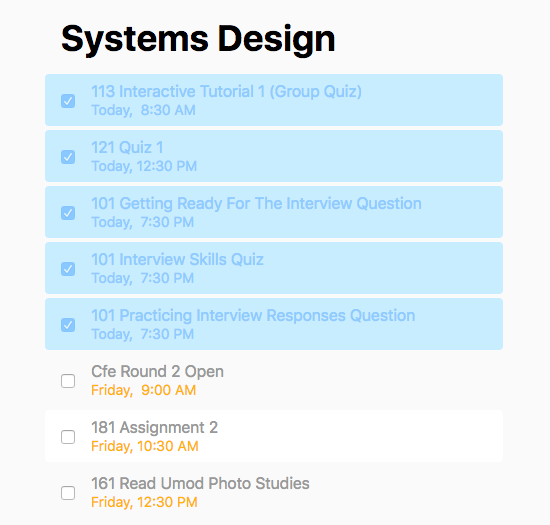 Systems Design
113 Interactive Tutorial 1 (Group Quiz)
Today, 8:30 AM
121 Quiz 1
Today, 12:30 PM
101 Getting Ready For The Interview Question
Today, 7:30 PM
101 Interview Skills Quiz
Today, 7:30 PM
101 Practicing Interview Responses Question
Today, 7:30 PM
Cfe Round 2 Open
Friday, 9:00 AM
181 Assignment 2
Friday, 10:30 AM
161 Read Umod Photo Studies
Friday, 12:30 PM